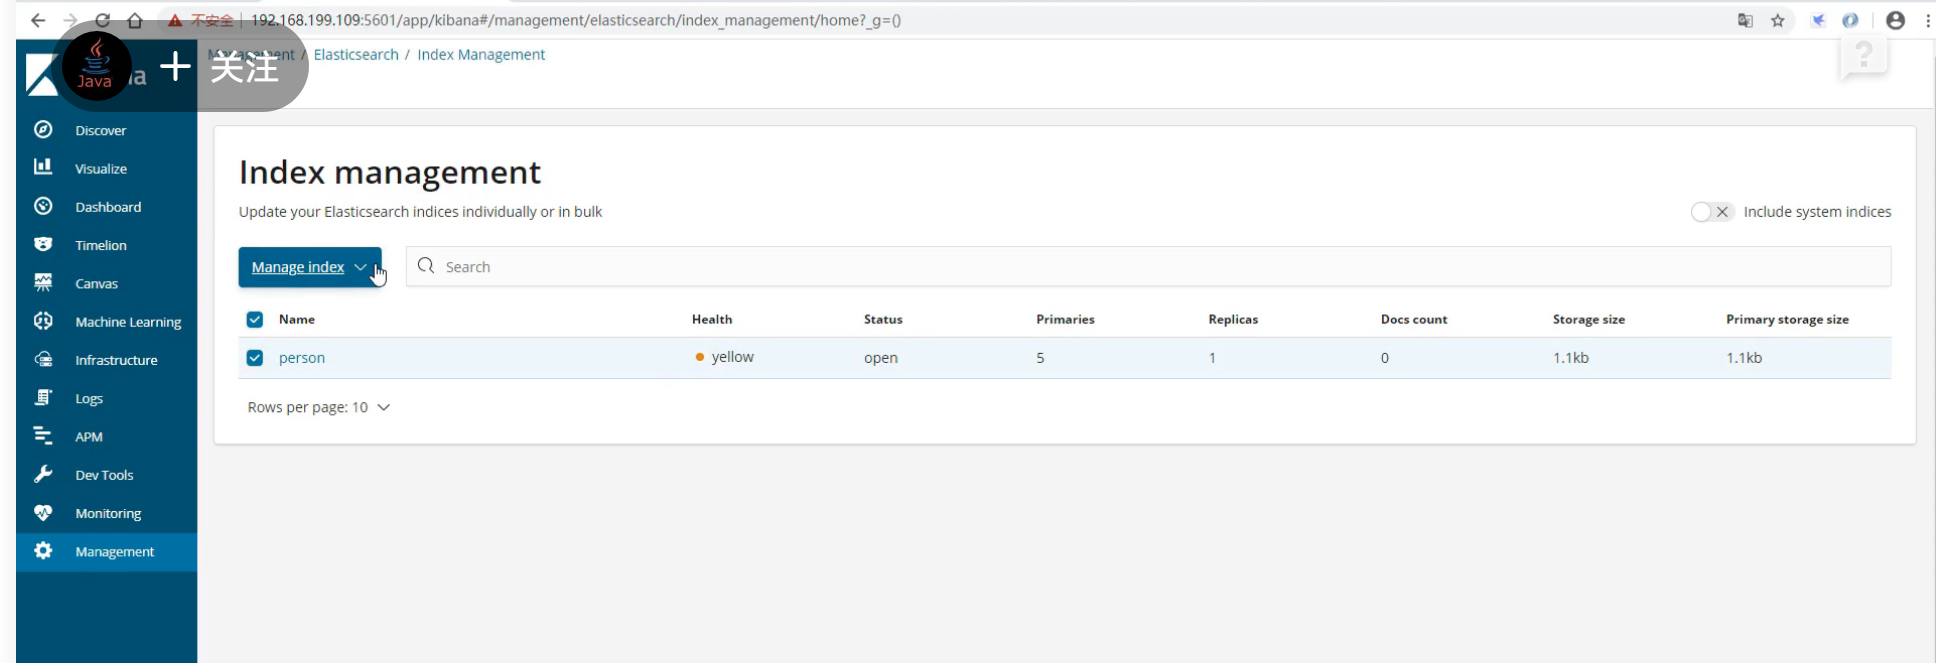 不安全 | 192.168.199.109:5601/app/kibana#/management/elasticsearch/index_management/home?_g=()
Java
+ 关注
Management / Elasticsearch / Index Management
Discover
Visualize
Dashboard
Timelion
Canvas
Machine Learning
Infrastructure
Logs
APM
Dev Tools
Monitoring
Management
Index management
Update your Elasticsearch indices individually or in bulk
Include system indices
Manage index
Search
Name Health Status Primaries Replicas Docs count Storage size Primary storage size
person yellow open 5 1 0 1.1kb 1.1kb
Rows per page: 10